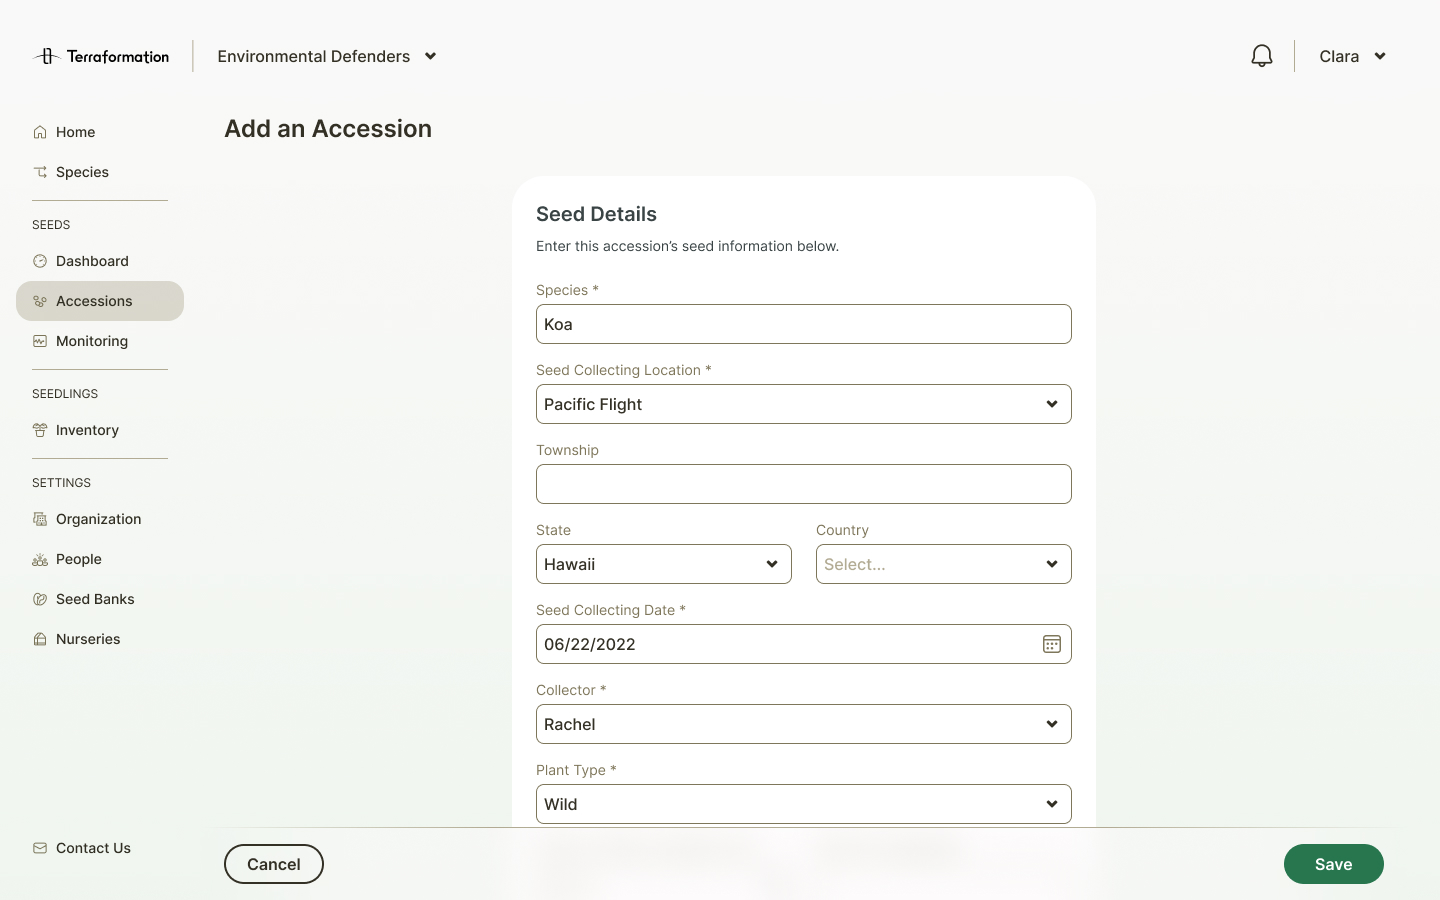 Terraformation
Environmental Defenders
Clara
Home
Species
SEEDS
Dashboard
Accessions
Monitoring
SEEDLINGS
Inventory
SETTINGS
Organization
People
Seed Banks
Nurseries
Contact Us
Add an Accession
Seed Details
Enter this accession’s seed information below.
Species *
Koa
Seed Collecting Location *
Pacific Flight
Township
State
Country
Hawaii
Select...
Seed Collecting Date *
06/22/2022
Collector *
Rachel
Plant Type *
Wild
Cancel
Save